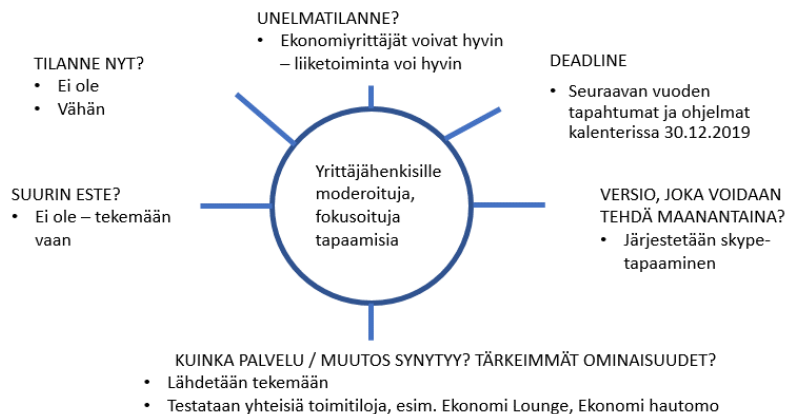 UNELMATILANNE?
• Ekonomiyrittäjät voivat hyvin
– liiketoiminta voi hyvin
TILANNE NYT?
• Ei ole
• Vähän
DEADLINE
• Seuraavan vuoden
tapahtumat ja ohjelmat
kalenterissa 30.12.2019
Yrittäjähenkisille
moderoituja,
fokusoituja
tapaamisia
SUURIN ESTE?
• Ei ole – tekemään
vaan
VERSIO, JOKA VOIDAAN
TEHDÄ MAANANTAINA?
• Järjestetään skype-
tapaaminen
KUINKA PALVELU / MUUTOS SYNYTYY? TÄRKEIMMÄT OMINAISUUDET?
• Lähdetään tekemään
• Testataan yhteisiä toimitiloja, esim. Ekonomi Lounge, Ekonomi hautomo